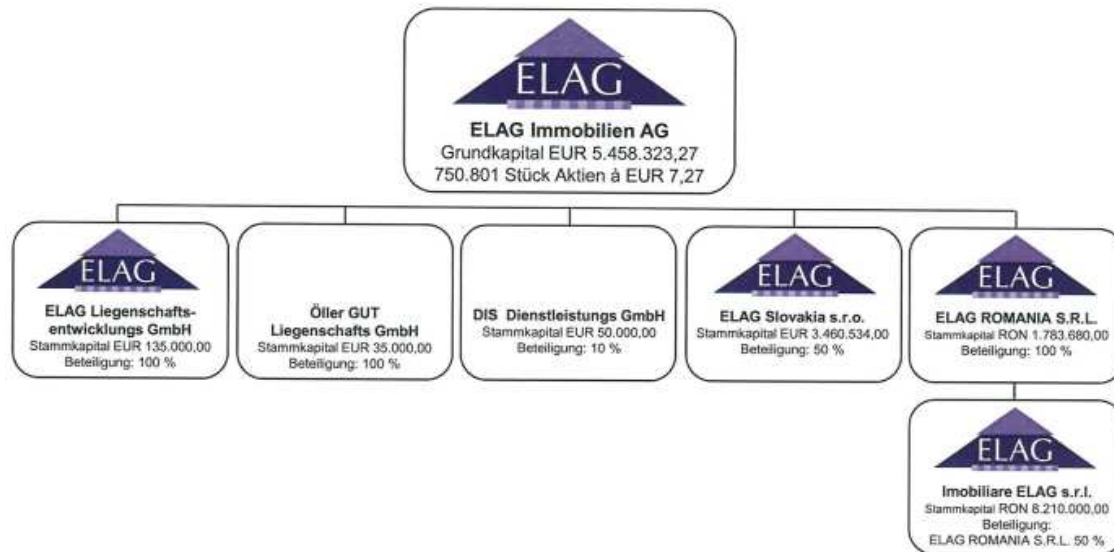 ELAG
ELAG Immobilien AG
Grundkapital EUR 5.458.323,27
750.801 Stück Aktien à EUR 7,27
ELAG
ELAG Liegenschafts-
entwicklungs GmbH
Stammkapital EUR 135.000,00
Beteiligung: 100 %
Öller GUT
Liegenschafts GmbH
Stammkapital EUR 35.000,00
Beteiligung: 100 %
DIS Dienstleistungs GmbH
Stammkapital EUR 50.000,00
Beteiligung: 10 %
ELAG
ELAG Slovakia s.r.o.
Stammkapital EUR 3.460.534,00
Beteiligung: 50 %
ELAG
ELAG ROMANIA S.R.L.
Stammkapital RON 1.783.680,00
Beteiligung: 100 %
ELAG
Imobiliare ELAG s.r.l.
Stammkapital RON 8.210.000,00
Beteiligung:
ELAG ROMANIA S.R.L. 50 %